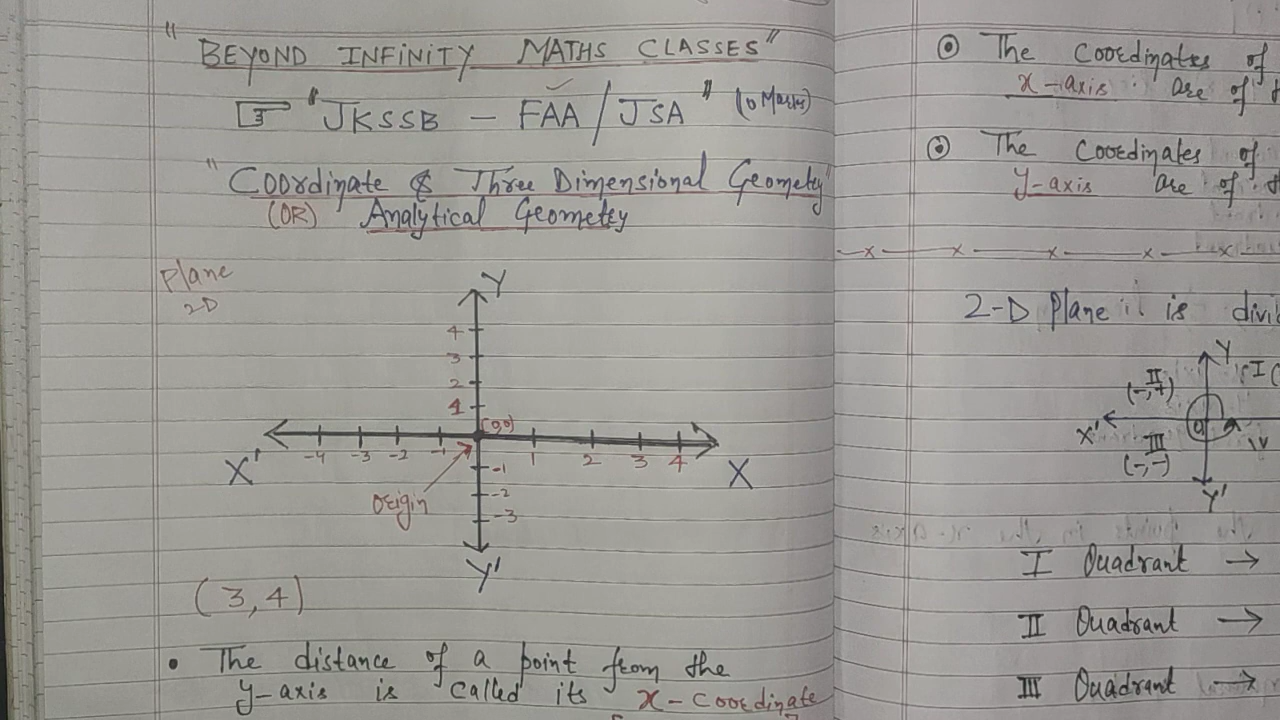 "BEYOND INFINITY MATHS CLASSES"
"JKSSB - FAA/JSA" (10 Marks)
"Coordinate & Three Dimensional Geometry"
(OR) Analytical Geometry
Plane
2-D
Y
4
3
2
1
(0,0)
X' -4 -3 -2 -1 1 2 3 4 X
-1
-2
-3
origin
Y'
(3,4)
• The distance of a point from the
y-axis is called its x-coordinate
The Coordinates of
x-axis are of
The Coordinates of
y-axis are of
2-D Plane is
Y
II I
(-,+)
X' 0
III IV
(-,-)
Y'
I Quadrant →
II Quadrant →
III Quadrant →